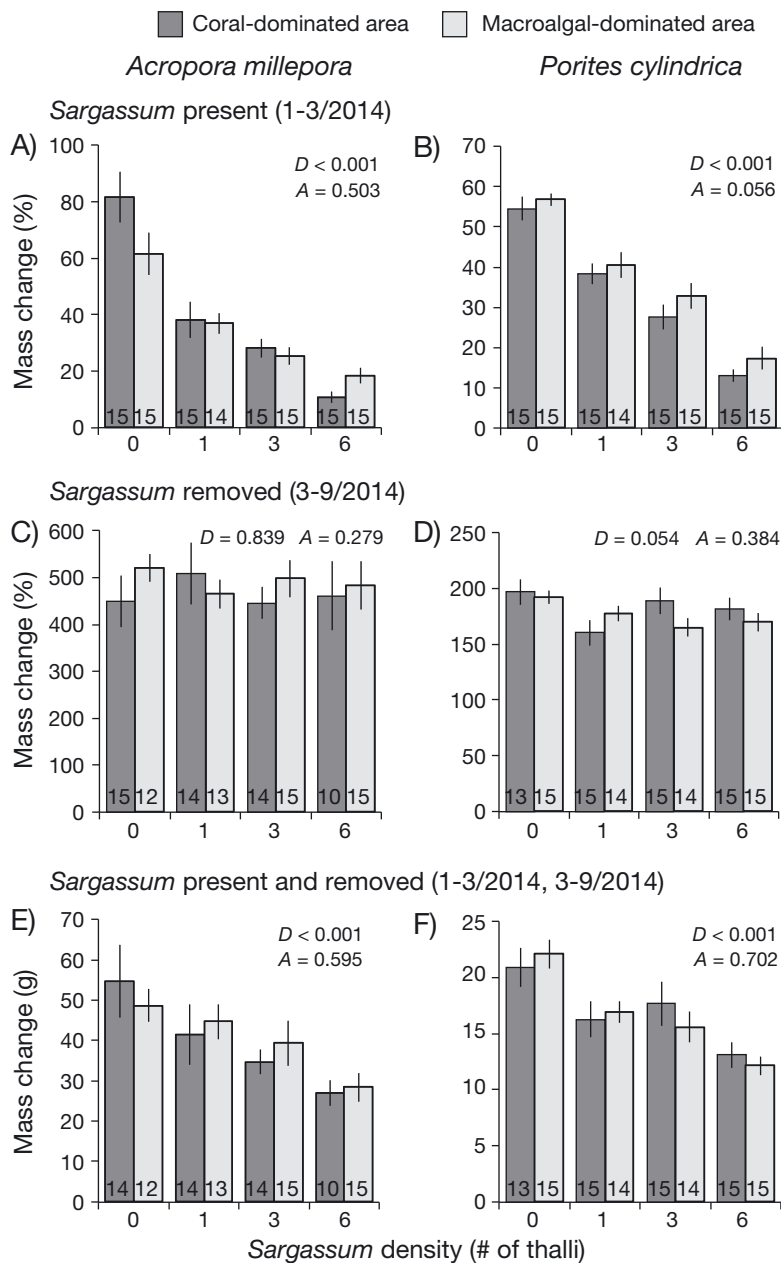 Coral-dominated area Macroalgal-dominated area
Acropora millepora Porites cylindrica
Sargassum present (1-3/2014)
A)
D < 0.001
A = 0.503
Mass change (%)
100
80
60
40
20
0
15 15 15 14 15 15 15 15
0 1 3 6
B)
D < 0.001
A = 0.056
70
60
50
40
30
20
10
0
15 15 15 14 15 15 15 15
0 1 3 6
Sargassum removed (3-9/2014)
C)
D = 0.839 A = 0.279
Mass change (%)
600
500
400
300
200
100
0
15 12 14 13 14 15 10 15
0 1 3 6
D)
D = 0.054 A = 0.384
250
200
150
100
50
0
13 15 15 14 15 14 15 15
0 1 3 6
Sargassum present and removed (1-3/2014, 3-9/2014)
E)
D < 0.001
A = 0.595
Mass change (g)
70
60
50
40
30
20
10
0
14 12 14 13 14 15 10 15
0 1 3 6
F)
D < 0.001
A = 0.702
25
20
15
10
5
0
13 15 15 14 15 14 15 15
0 1 3 6
Sargassum density (# of thalli)